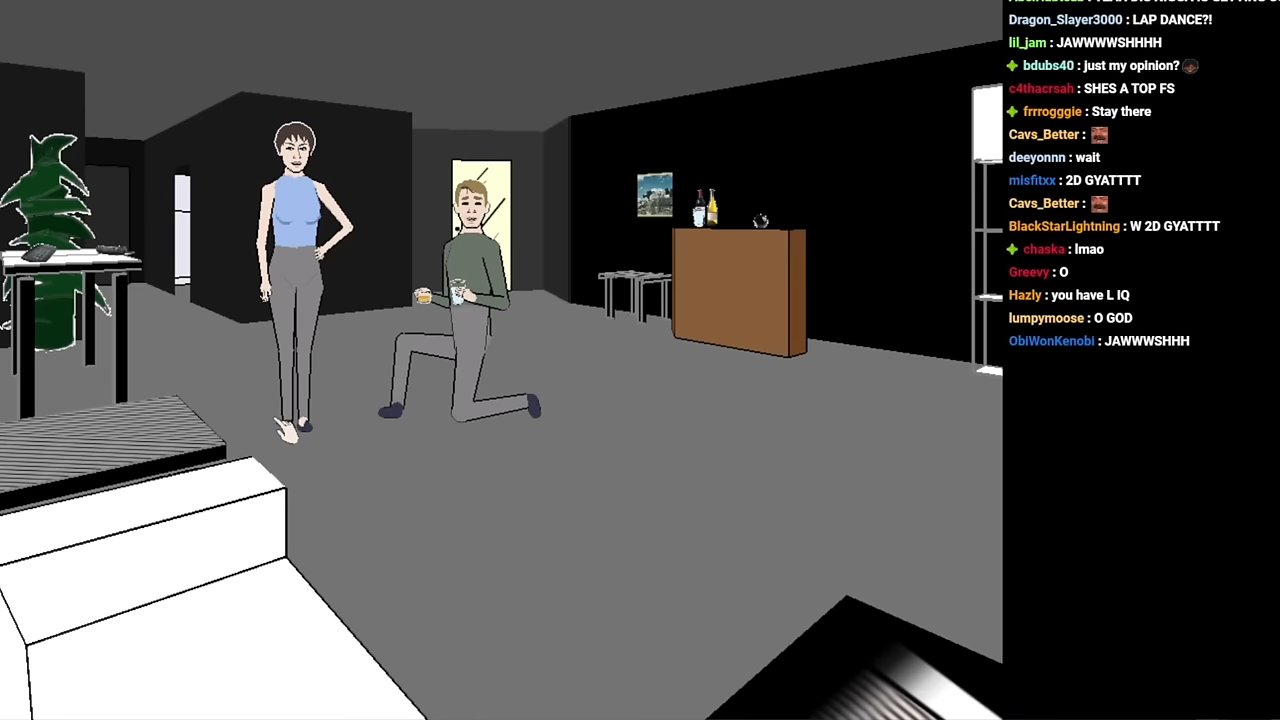 Dragon_Slayer3000 : LAP DANCE?!
lil_jam : JAWWWWSHHHH
bdubs40 : just my opinion?
c4thacrsah : SHES A TOP FS
frrrogggie : Stay there
Cavs_Better :
deeyonnn : wait
misfitxx : 2D GYATTTT
Cavs_Better :
BlackStarLightning : W 2D GYATTTT
chaska : lmao
Greevy : O
Hazly : you have L IQ
lumpymoose : O GOD
ObiWonKenobi : JAWWWSHHH